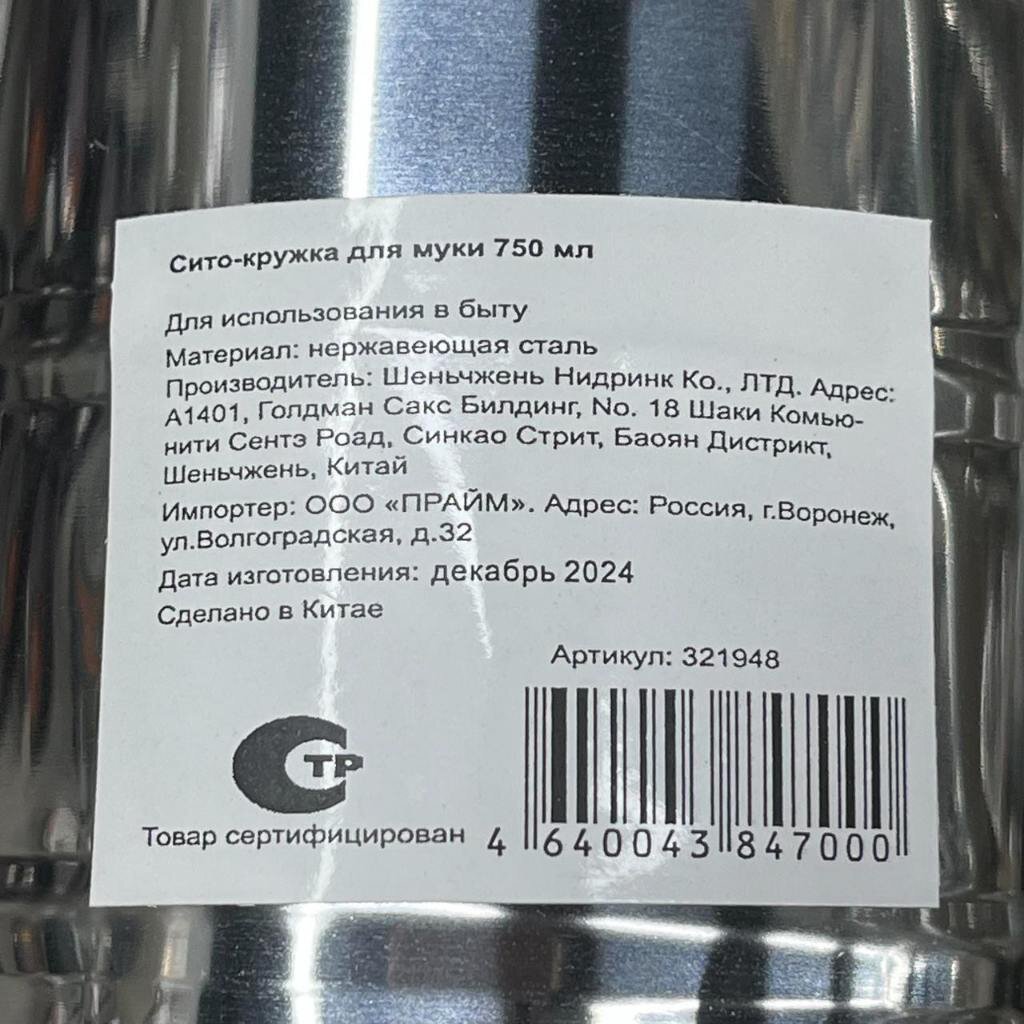 Сито-кружка для муки 750 мл
Для использования в быту
Материал: нержавеющая сталь
Производитель: Шеньчжень Нидринк Ко., ЛТД. Адрес:
А1401, Голдман Сакс Билдинг, No. 18 Шаки Комью-
нити Сентэ Роад, Синкао Стрит, Баоян Дистрикт,
Шеньчжень, Китай
Импортер: ООО «ПРАЙМ». Адрес: Россия, г.Воронеж,
ул.Волгоградская, д.32
Дата изготовления: декабрь 2024
Сделано в Китае
Артикул: 321948
СТР
Товар сертифицирован
4 640043 847000